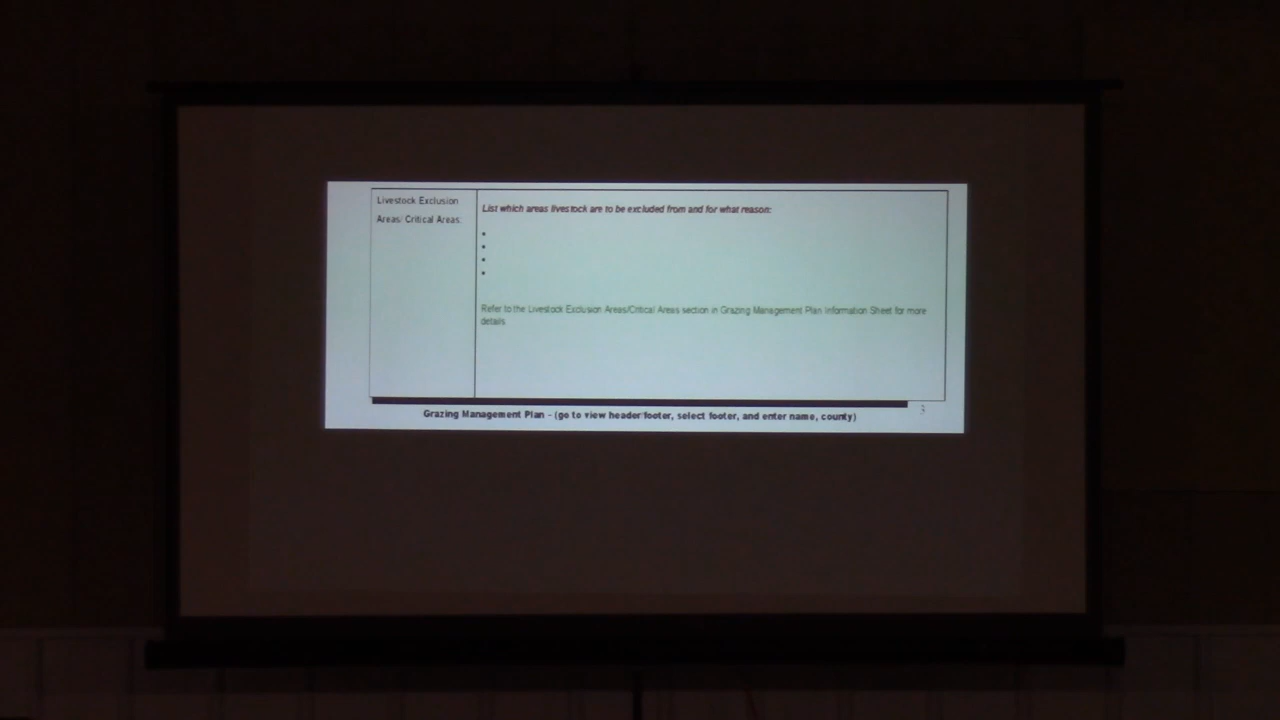 Livestock Exclusion
Areas/ Critical Areas:
List which areas livestock are to be excluded from and for what reason:
Refer to the Livestock Exclusion Areas/Critical Areas section in Grazing Management Plan Information Sheet for more
details
Grazing Management Plan - (go to view header/footer, select footer, and enter name, county)
3